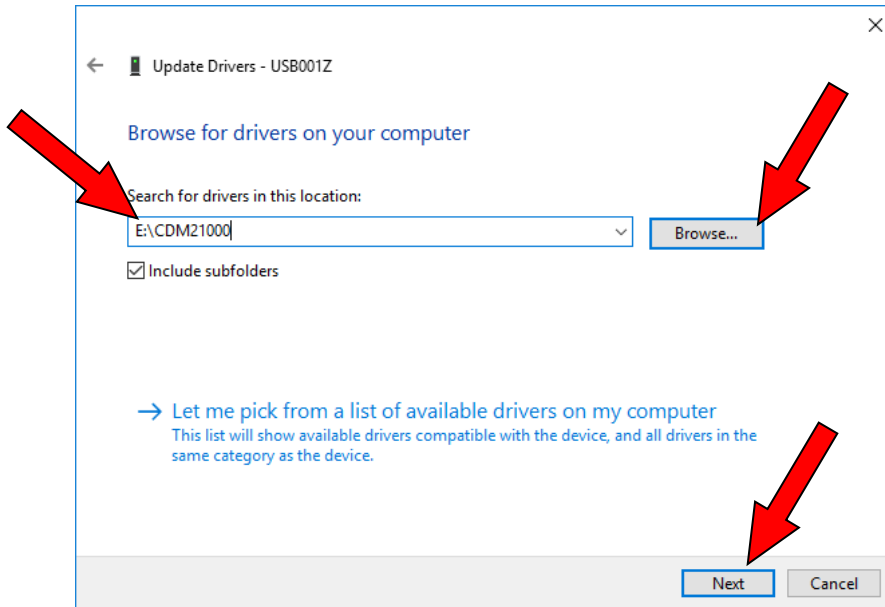 Update Drivers - USB001Z
Browse for drivers on your computer
Search for drivers in this location:
E:\CDM21000
Browse...
Include subfolders
Let me pick from a list of available drivers on my computer
This list will show available drivers compatible with the device, and all drivers in the
same category as the device.
Next
Cancel